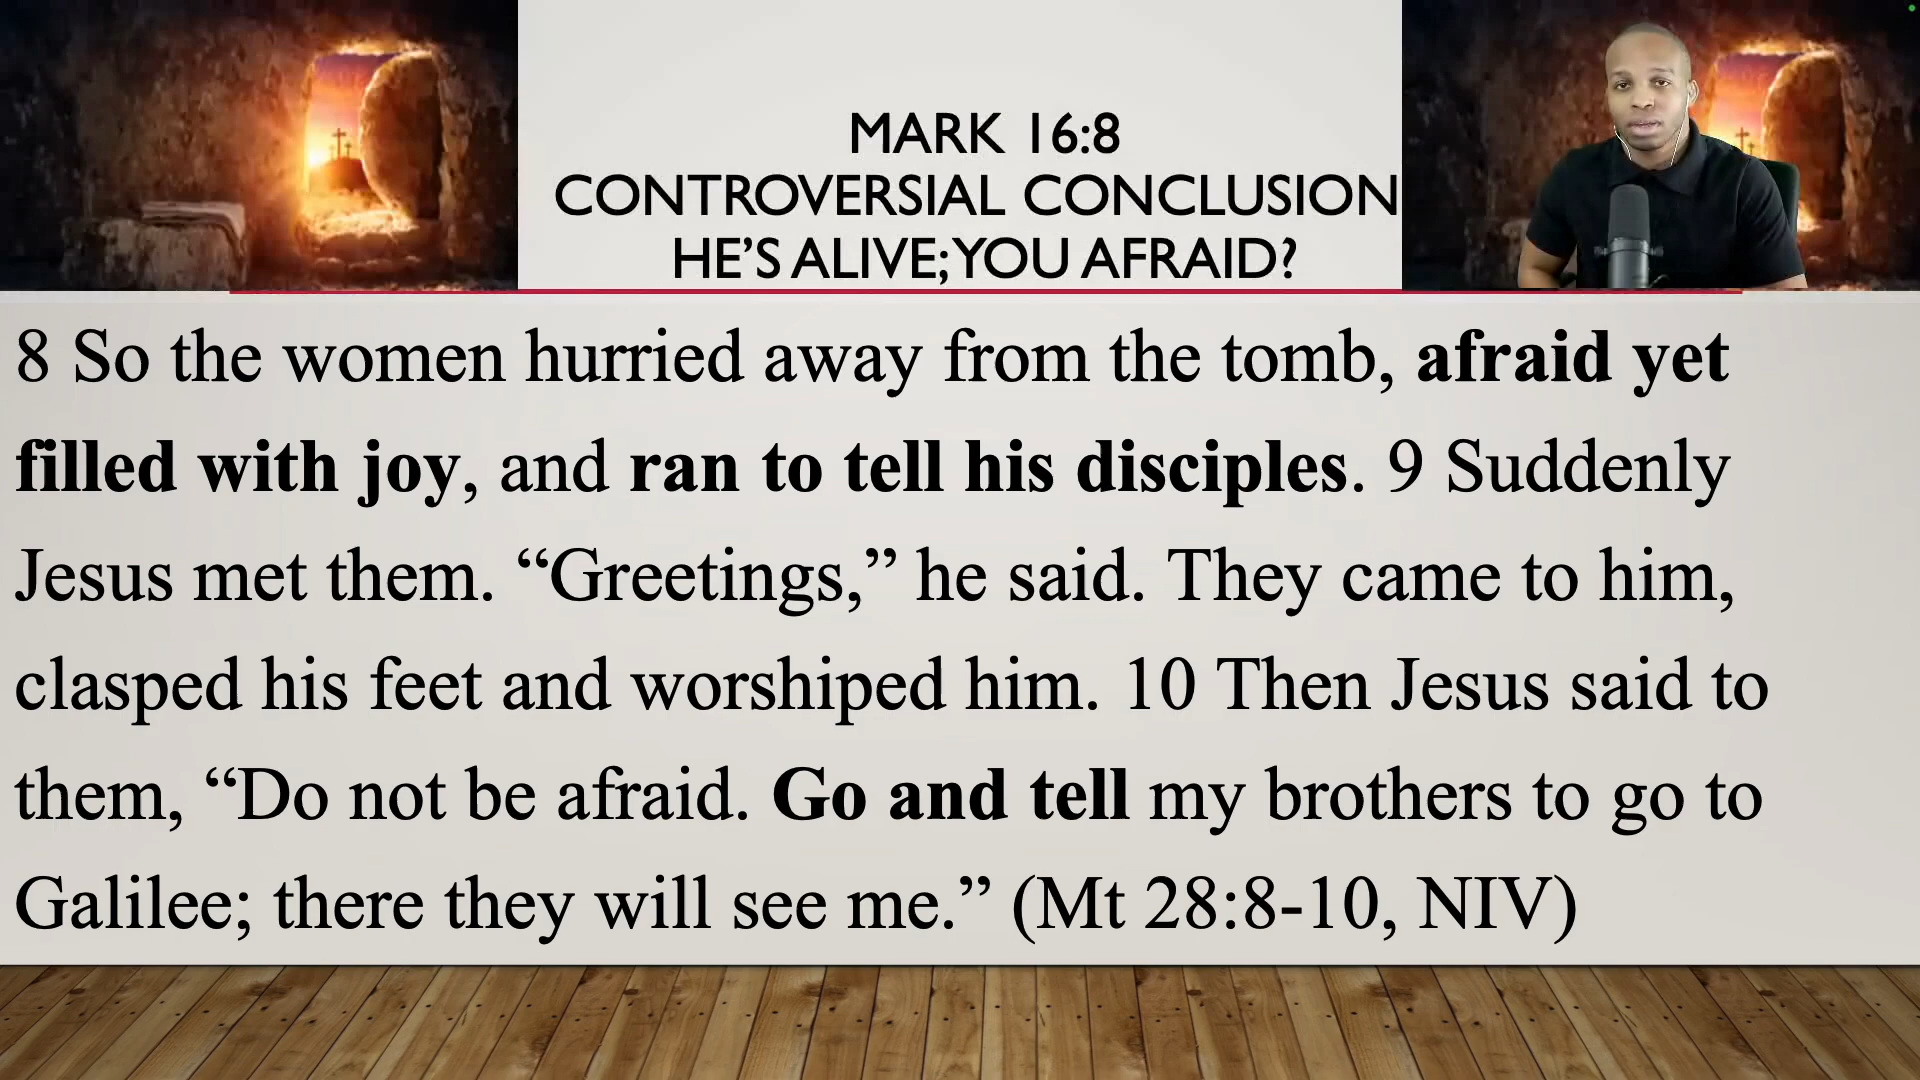 MARK 16:8
CONTROVERSIAL CONCLUSION
HE’S ALIVE; YOU AFRAID?
8 So the women hurried away from the tomb, afraid yet
filled with joy, and ran to tell his disciples. 9 Suddenly
Jesus met them. “Greetings,” he said. They came to him,
clasped his feet and worshiped him. 10 Then Jesus said to
them, “Do not be afraid. Go and tell my brothers to go to
Galilee; there they will see me.” (Mt 28:8-10, NIV)